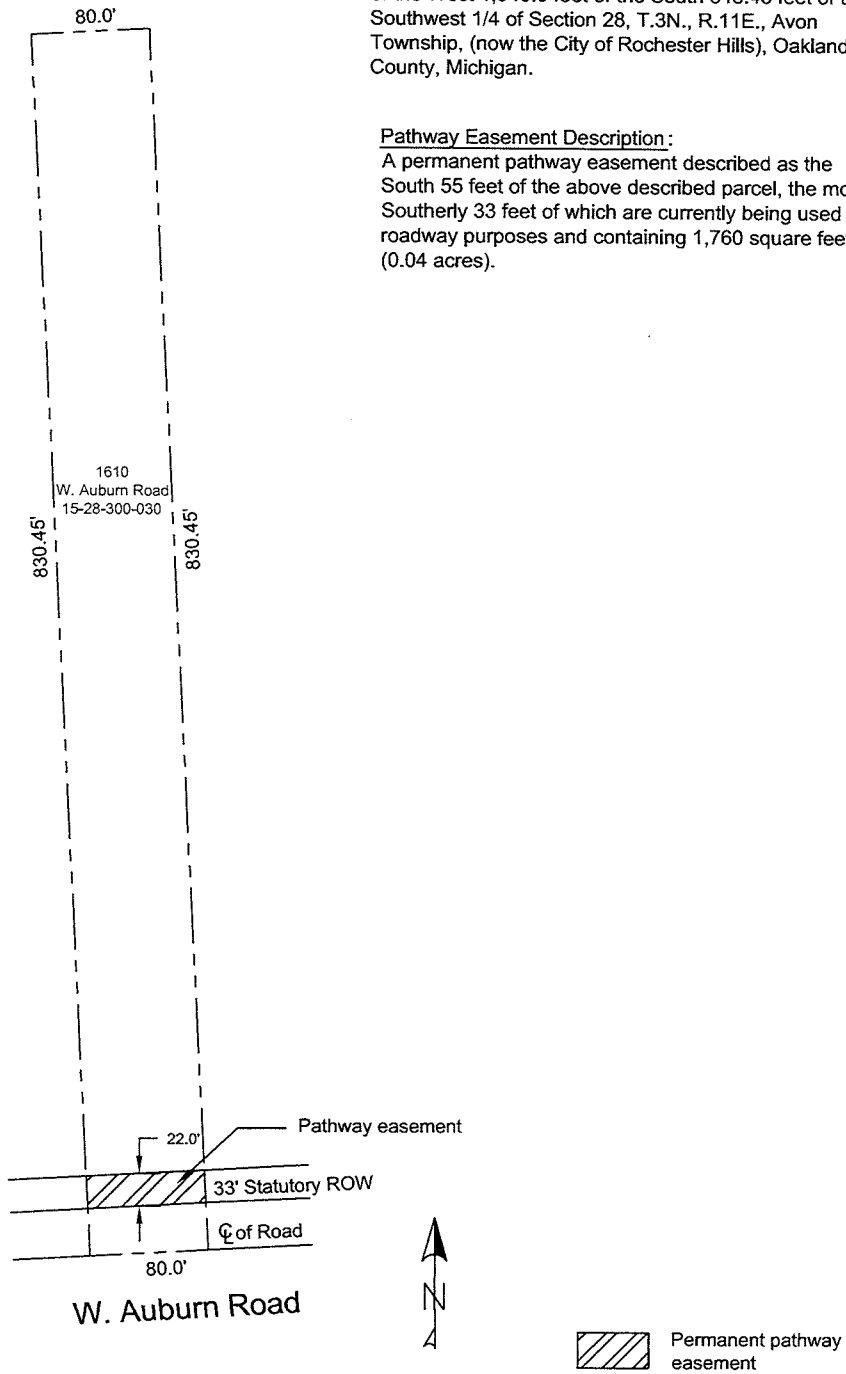 80.0'
Southwest 1/4 of Section 28, T.3N., R.11E., Avon
Township, (now the City of Rochester Hills), Oakland
County, Michigan.
Pathway Easement Description:
A permanent pathway easement described as the
South 55 feet of the above described parcel, the
Southerly 33 feet of which are currently being used
roadway purposes and containing 1,760 square
(0.04 acres).
1610
W. Auburn Road
15-28-300-030
830.45'
830.45'
22.0'
Pathway easement
33' Statutory ROW
℄ of Road
80.0'
W. Auburn Road
N
Permanent pathway
easement